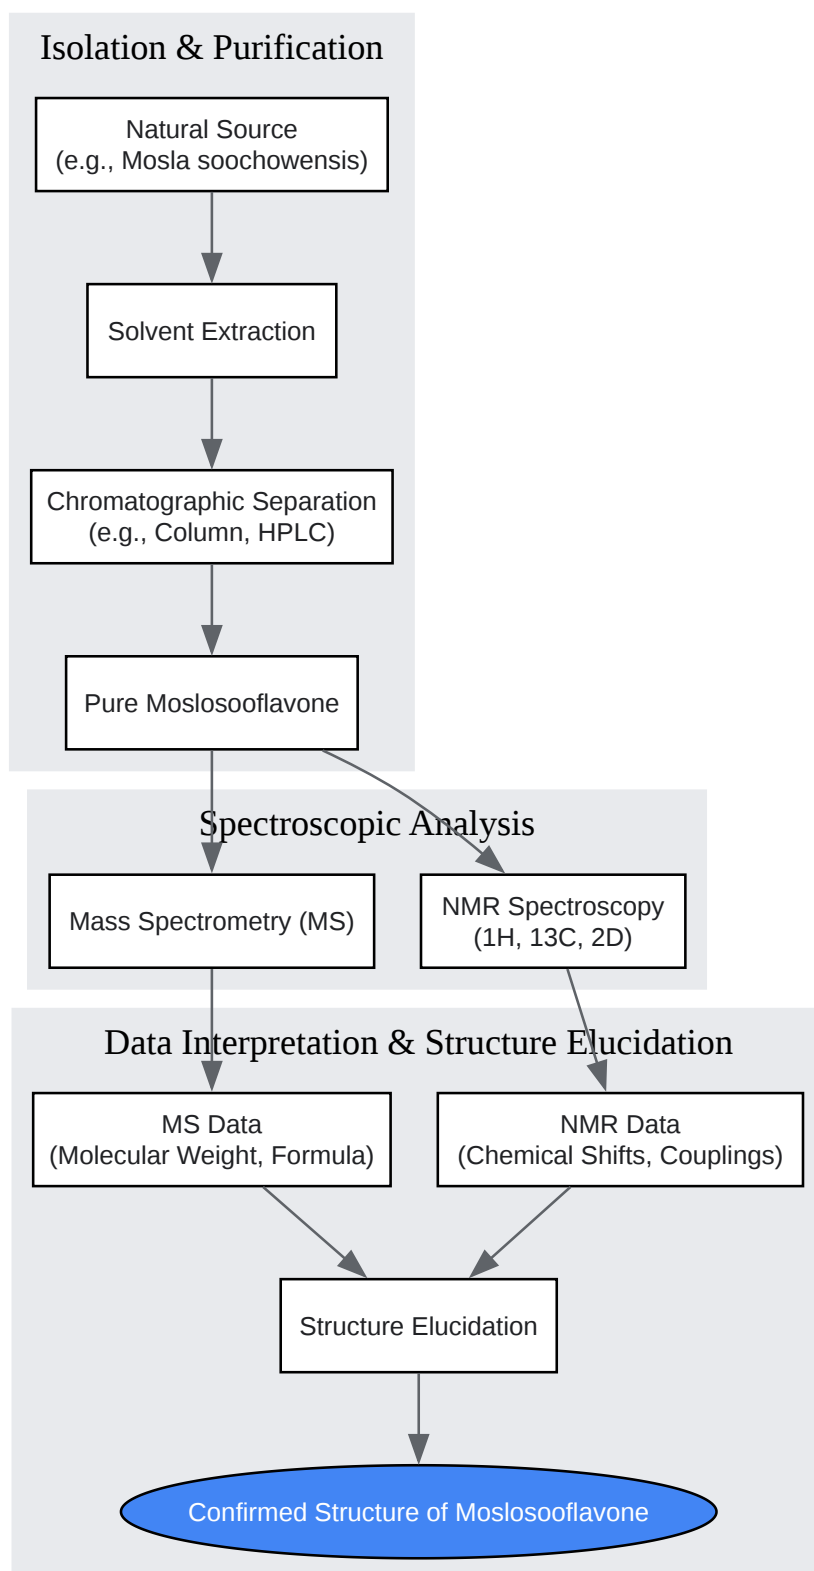 Isolation & Purification
Natural Source
(e.g., Mosla soochowensis)
Solvent Extraction
Chromatographic Separation
(e.g., Column, HPLC)
Pure Moslosooflavone
Spectroscopic Analysis
Mass Spectrometry (MS)
NMR Spectroscopy
(1H, 13C, 2D)
Data Interpretation & Structure Elucidation
MS Data
(Molecular Weight, Formula)
NMR Data
(Chemical Shifts, Couplings)
Structure Elucidation
Confirmed Structure of Moslosooflavone